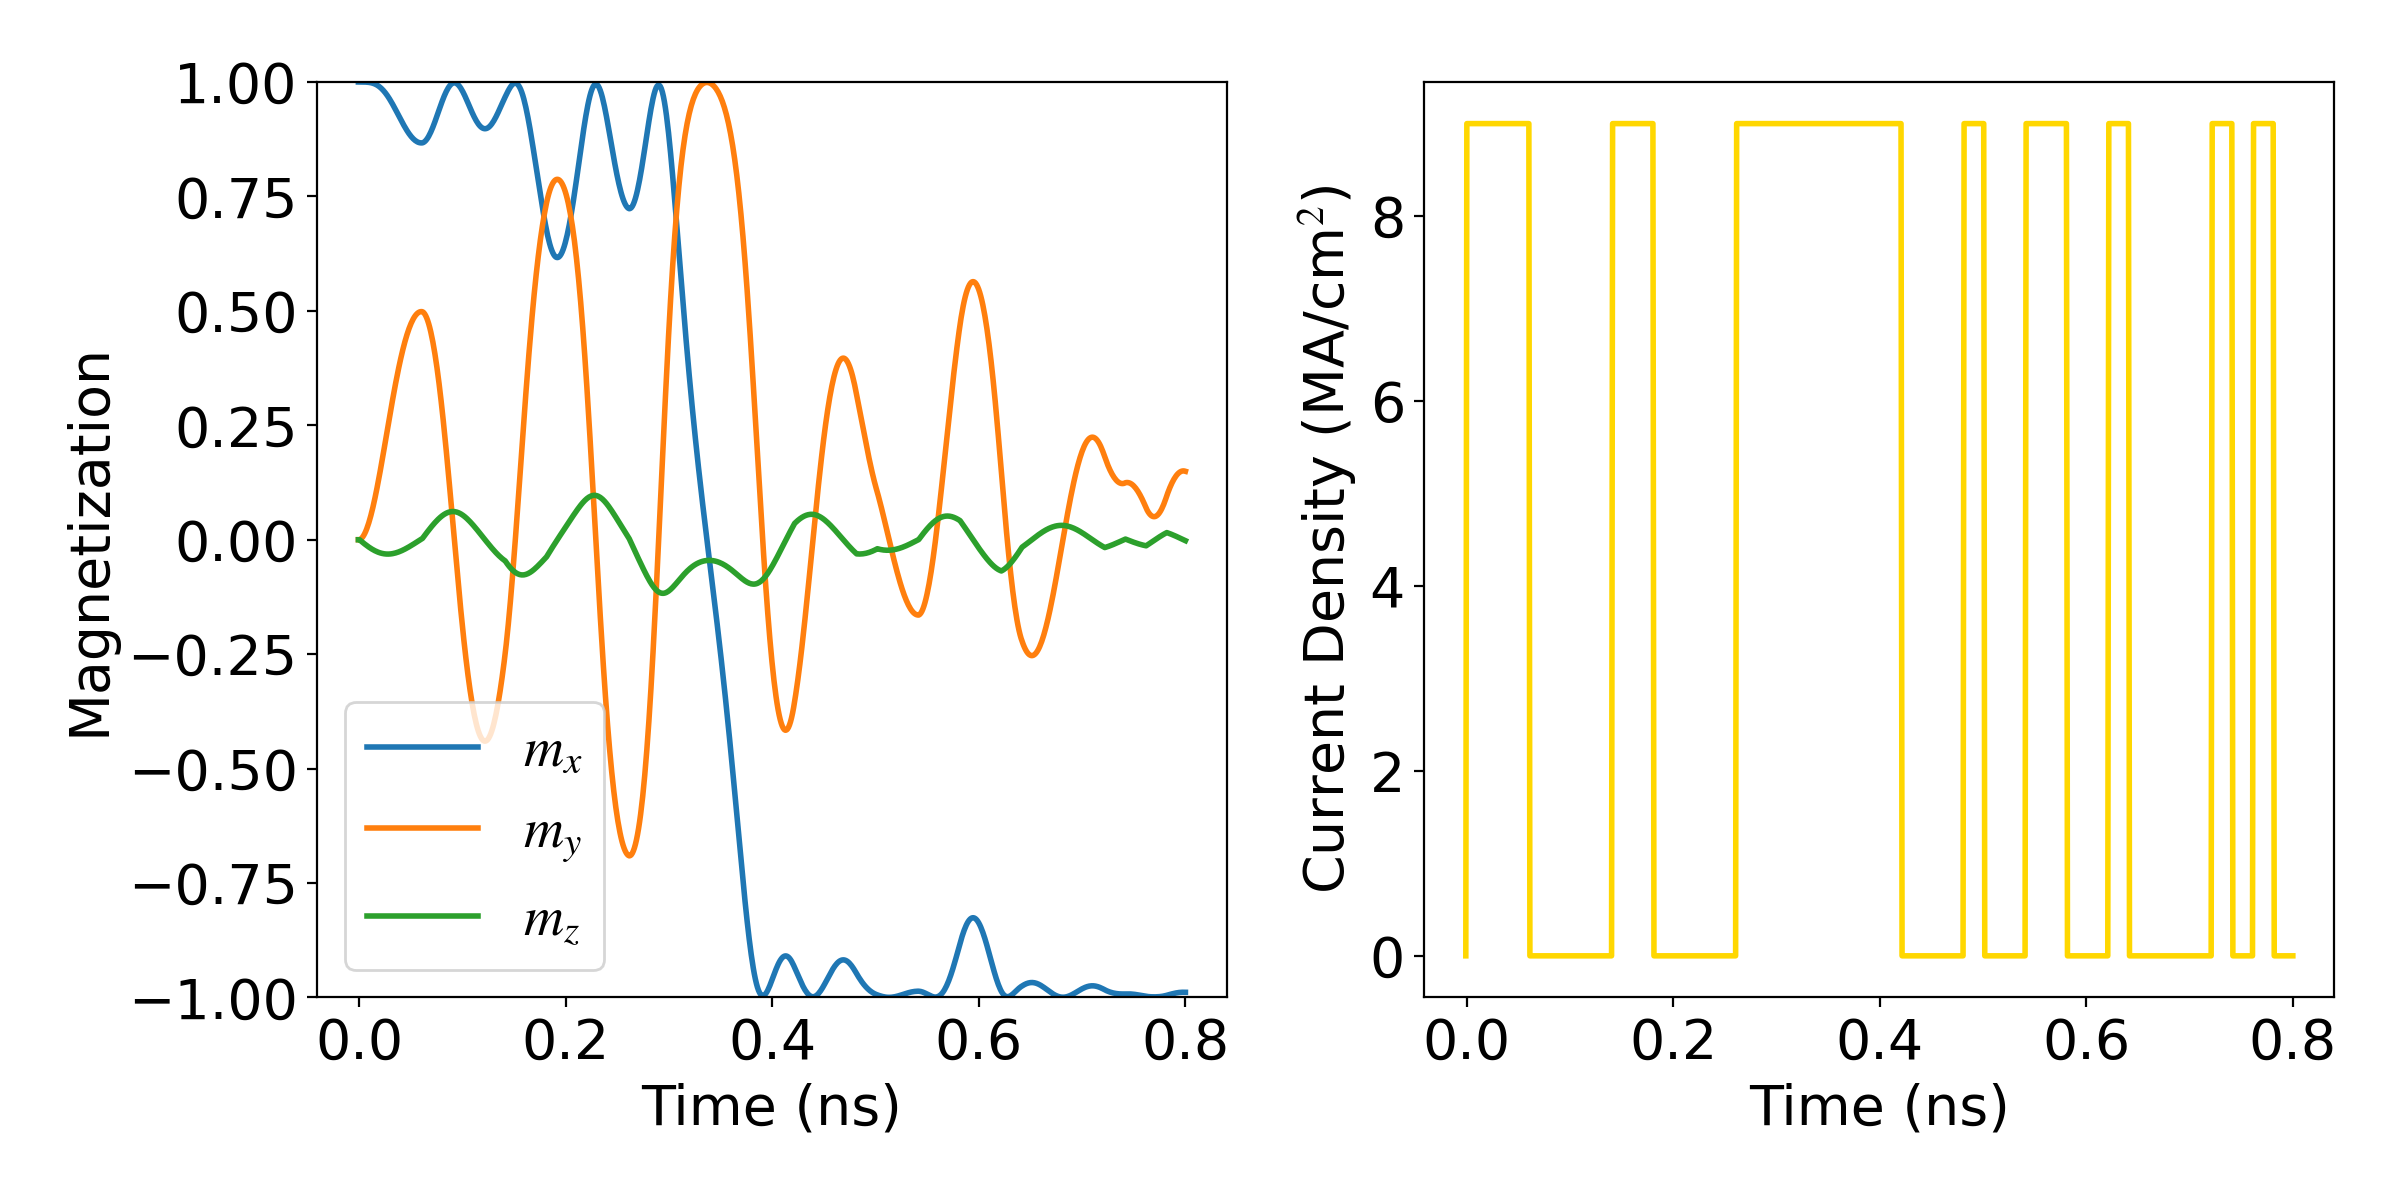 Magnetization
1.00
0.75
0.50
0.25
0.00
−0.25
−0.50
−0.75
−1.00
m_x
m_y
m_z
0.0 0.2 0.4 0.6 0.8
Time (ns)
Current Density (MA/cm²)
8
6
4
2
0
0.0 0.2 0.4 0.6 0.8
Time (ns)